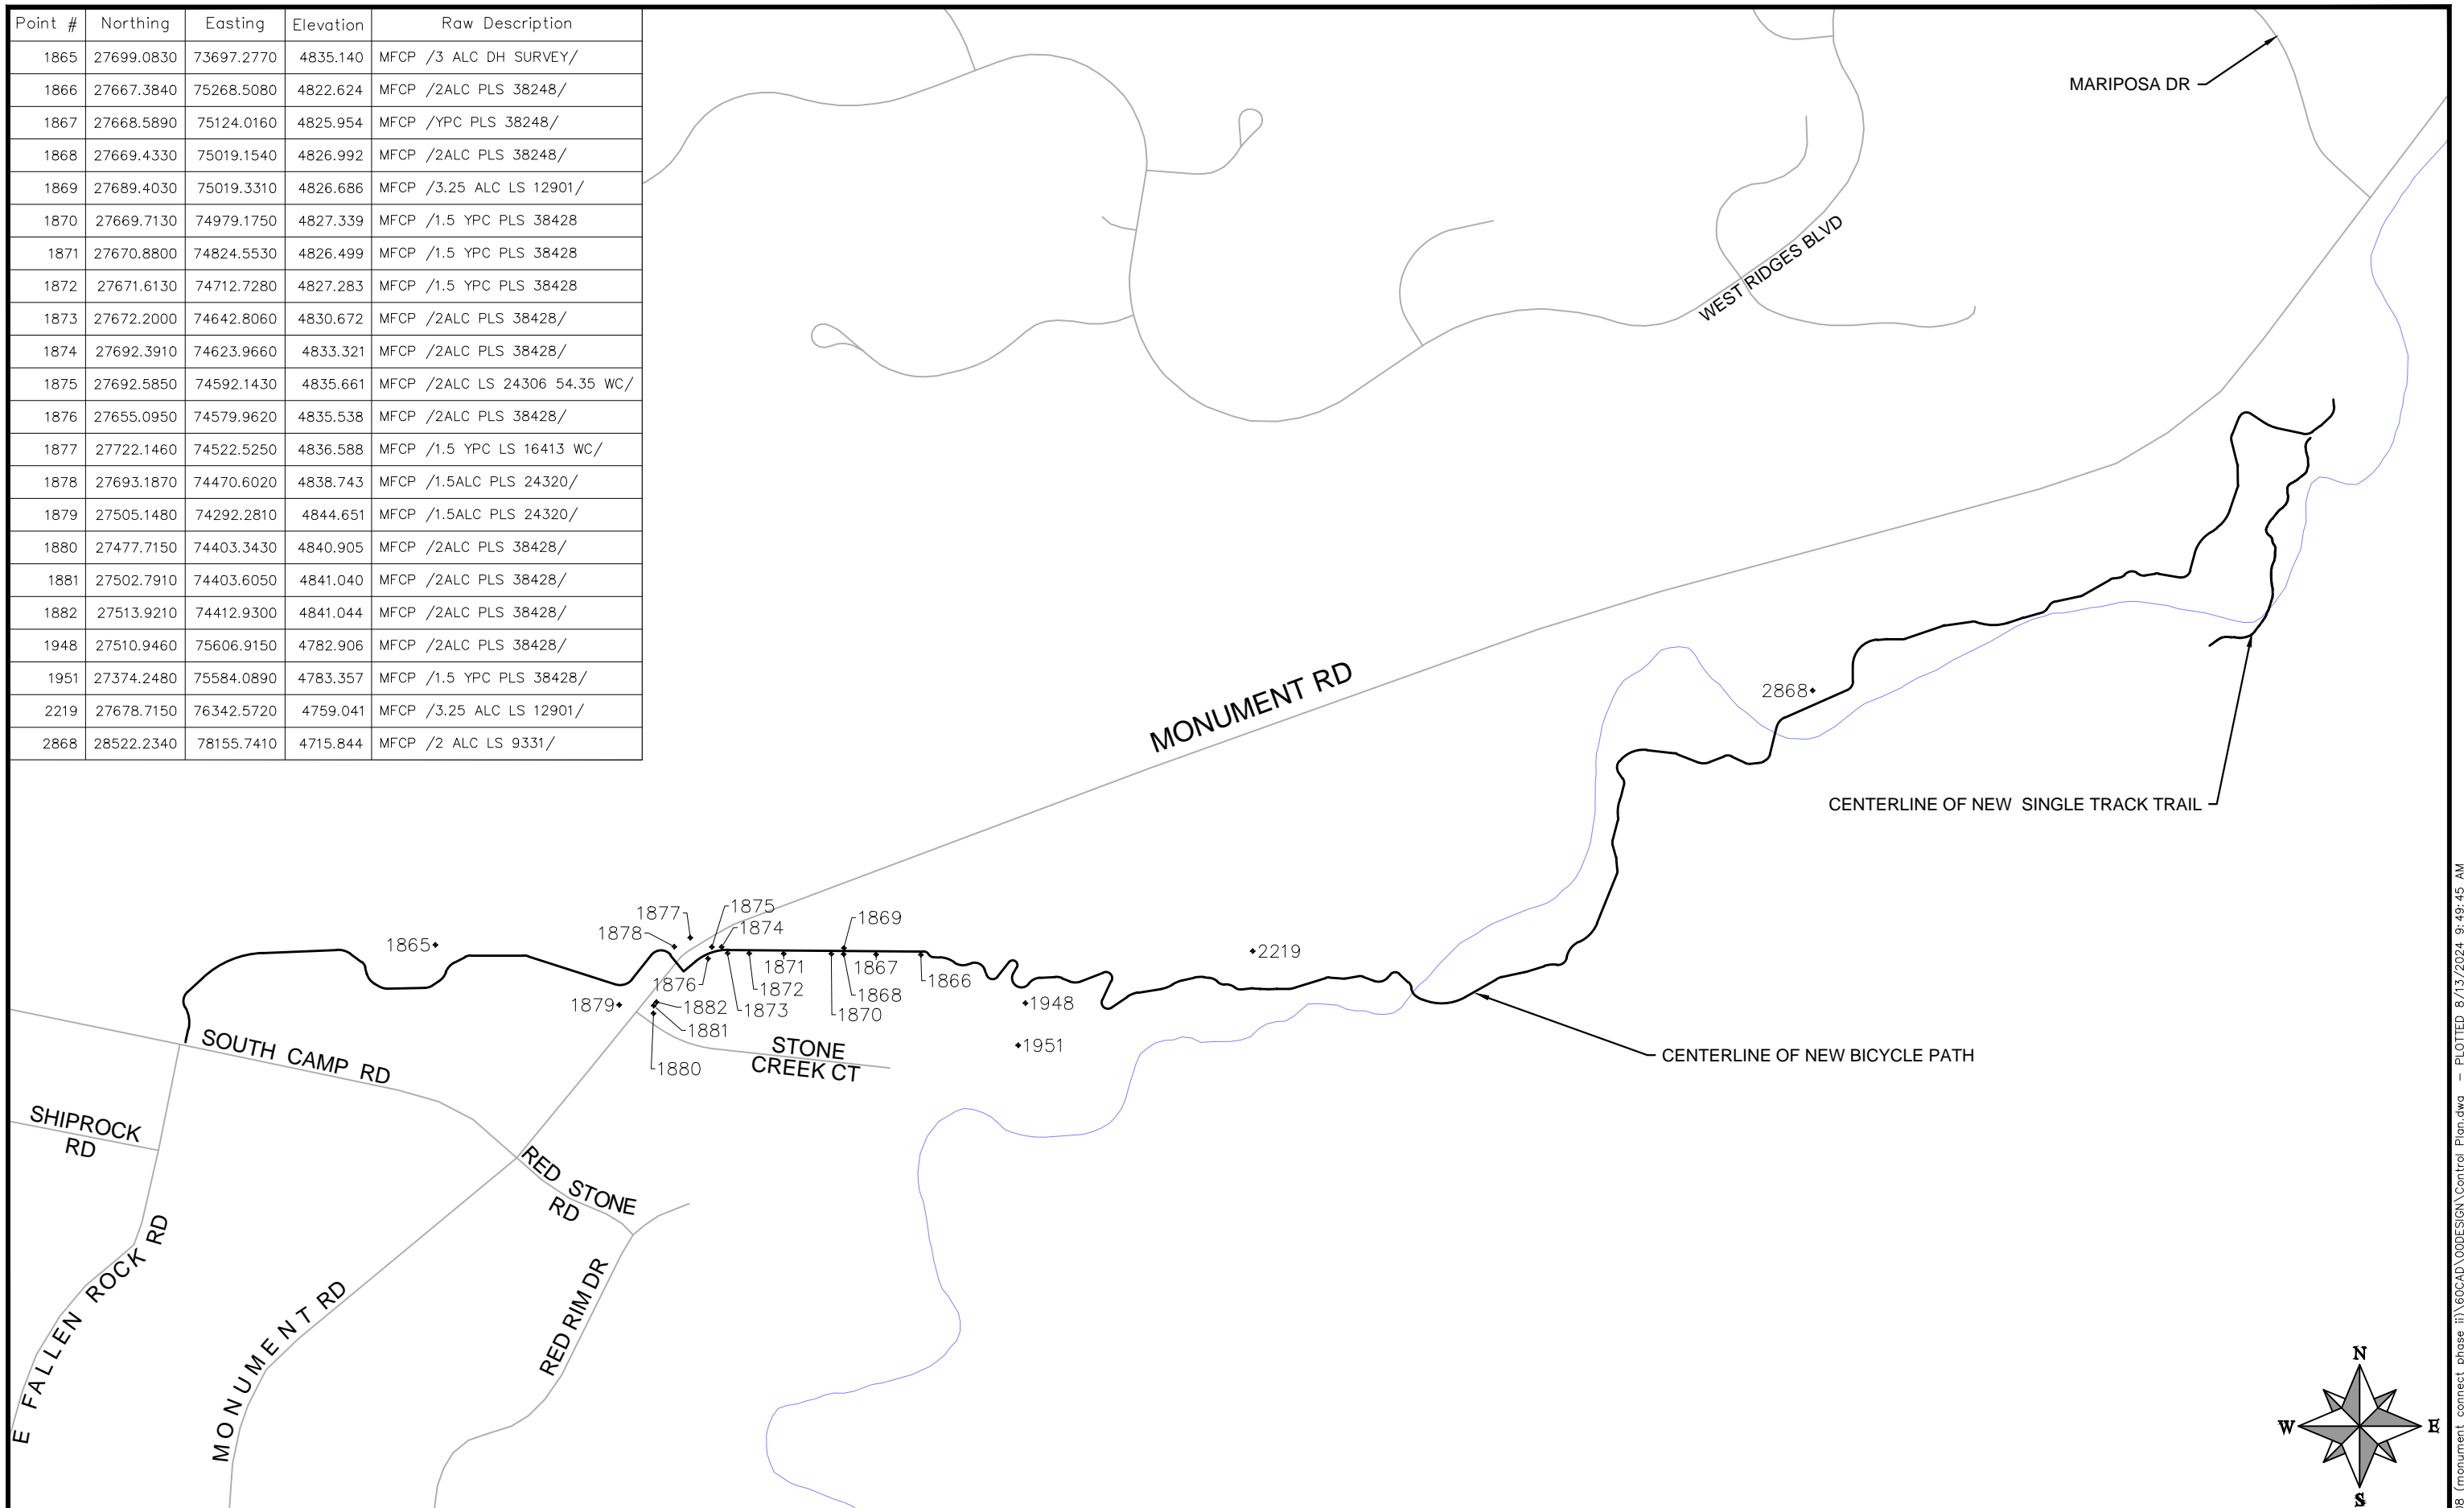 Point # Northing Easting Elevation Raw Description
1865 27699.0830 73697.2770 4835.140 MFCP /3 ALC DH SURVEY/
1866 27667.3840 75268.5080 4822.624 MFCP /2ALC PLS 38248/
1867 27668.5890 75124.0160 4825.954 MFCP /YPC PLS 38248/
1868 27669.4330 75019.1540 4826.992 MFCP /2ALC PLS 38248/
1869 27689.4030 75019.3310 4826.686 MFCP /3.25 ALC LS 12901/
1870 27669.7130 74979.1750 4827.339 MFCP /1.5 YPC PLS 38428
1871 27670.8800 74824.5530 4826.499 MFCP /1.5 YPC PLS 38428
1872 27671.6130 74712.7280 4827.283 MFCP /1.5 YPC PLS 38428
1873 27672.2000 74642.8060 4830.672 MFCP /2ALC PLS 38428/
1874 27692.3910 74623.9660 4833.321 MFCP /2ALC PLS 38428/
1875 27692.5850 74592.1430 4835.661 MFCP /2ALC LS 24306 54.35 WC/
1876 27655.0950 74579.9620 4835.538 MFCP /2ALC PLS 38428/
1877 27722.1460 74522.5250 4836.588 MFCP /1.5 YPC LS 16413 WC/
1878 27693.1870 74470.6020 4838.743 MFCP /1.5ALC PLS 24320/
1879 27505.1480 74292.2810 4844.651 MFCP /1.5ALC PLS 24320/
1880 27477.7150 74403.3430 4840.905 MFCP /2ALC PLS 38428/
1881 27502.7910 74403.6050 4841.040 MFCP /2ALC PLS 38428/
1882 27513.9210 74412.9300 4841.044 MFCP /2ALC PLS 38428/
1948 27510.9460 75606.9150 4782.906 MFCP /2ALC PLS 38428/
1951 27374.2480 75584.0890 4783.357 MFCP /1.5 YPC PLS 38428/
2219 27678.7150 76342.5720 4759.041 MFCP /3.25 ALC LS 12901/
2868 28522.2340 78155.7410 4715.844 MFCP /2 ALC LS 9331/
MARIPOSA DR
WEST RIDGES BLVD
MONUMENT RD
2868
CENTERLINE OF NEW SINGLE TRACK TRAIL
1865
1877
1878
1875
1874
1869
1876
1871
1872
1873
1867
1868
1870
1866
2219
1879
1882
1881
1880
1948
1951
STONE
CREEK CT
CENTERLINE OF NEW BICYCLE PATH
SOUTH CAMP RD
SHIPROCK
RD
RED STONE
RD
E FALLEN ROCK RD
MONUMENT RD
RED RIM DR
N
W E
S
(monument connect phase ii)\60CAD\00DESIGN\Control Plan.dwg - PLOTTED 8/13/2024 9:49:45 AM